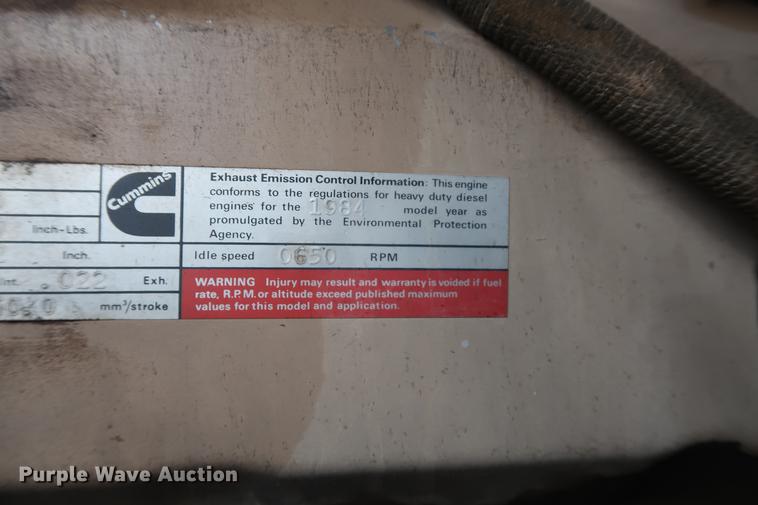 Cummins
Exhaust Emission Control Information: This engine
conforms to the regulations for heavy duty diesel
engines for the 1984 model year as
promulgated by the Environmental Protection
Agency.
Inch-Lbs.
Inch.
Idle speed 0650 RPM
Int. .022 Exh.
mm³/stroke
WARNING Injury may result and warranty is voided if fuel
rate, R.P.M. or altitude exceed published maximum
values for this model and application.
Purple Wave Auction